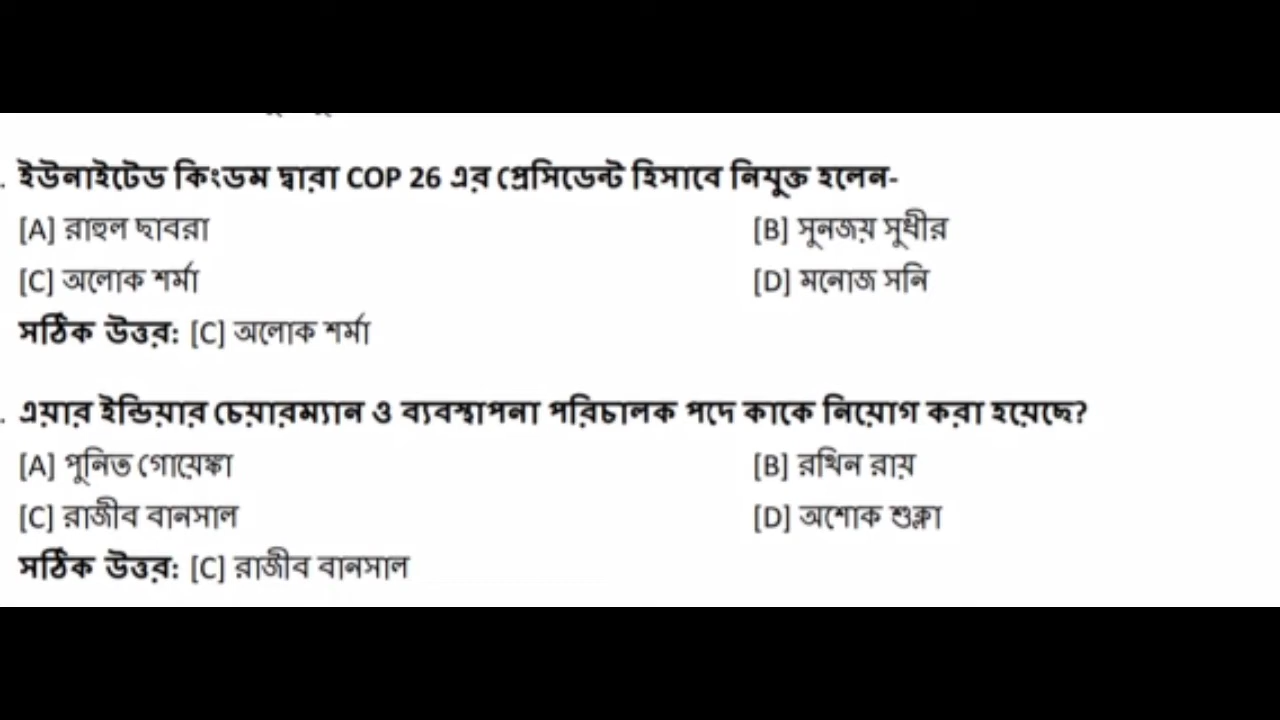 . ইউনাইটেড কিংডম দ্বারা COP 26 এর প্রেসিডেন্ট হিসাবে নিযুক্ত হলেন-
[A] রাহুল ছাবরা [B] সুনজয় সুধীর
[C] অলোক শর্মা [D] মনোজ সনি
সঠিক উত্তর: [C] অলোক শর্মা
. এয়ার ইন্ডিয়ার চেয়ারম্যান ও ব্যবস্থাপনা পরিচালক পদে কাকে নিয়োগ করা হয়েছে?
[A] পুনিত গোয়েঙ্কা [B] রথিন রায়
[C] রাজীব বানসাল [D] অশোক শুক্লা
সঠিক উত্তর: [C] রাজীব বানসাল